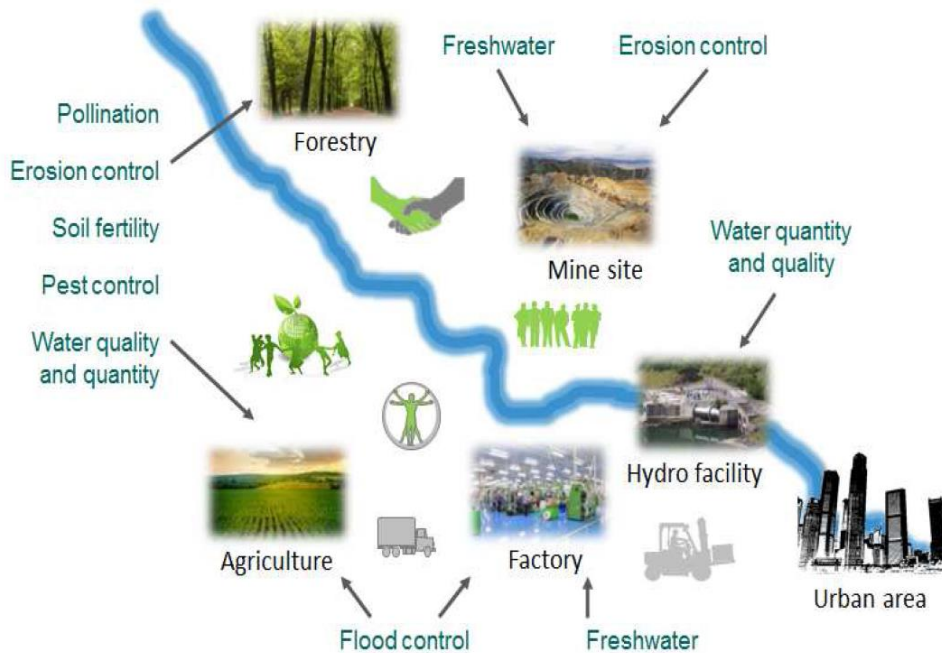 Freshwater
Erosion control
Pollination
Forestry
Erosion control
Soil fertility
Water quantity
and quality
Mine site
Pest control
Water quality
and quantity
Hydro facility
Agriculture
Factory
Urban area
Flood control
Freshwater